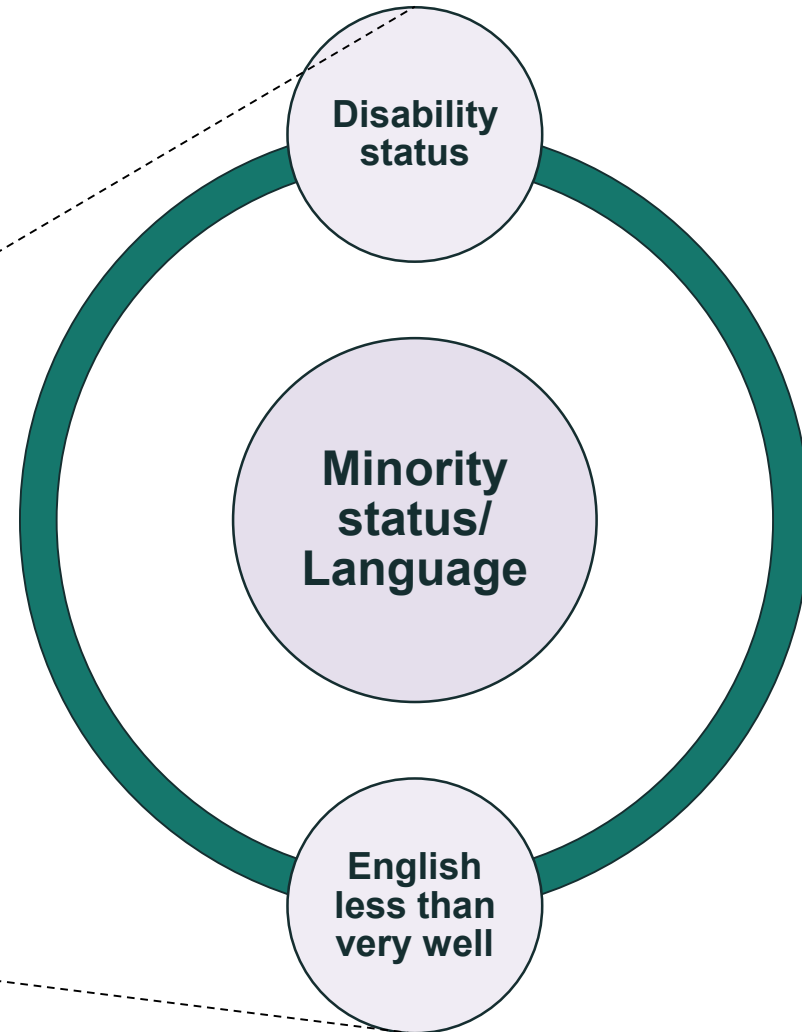 Disability
status
Minority
status/
Language
English
less than
very well